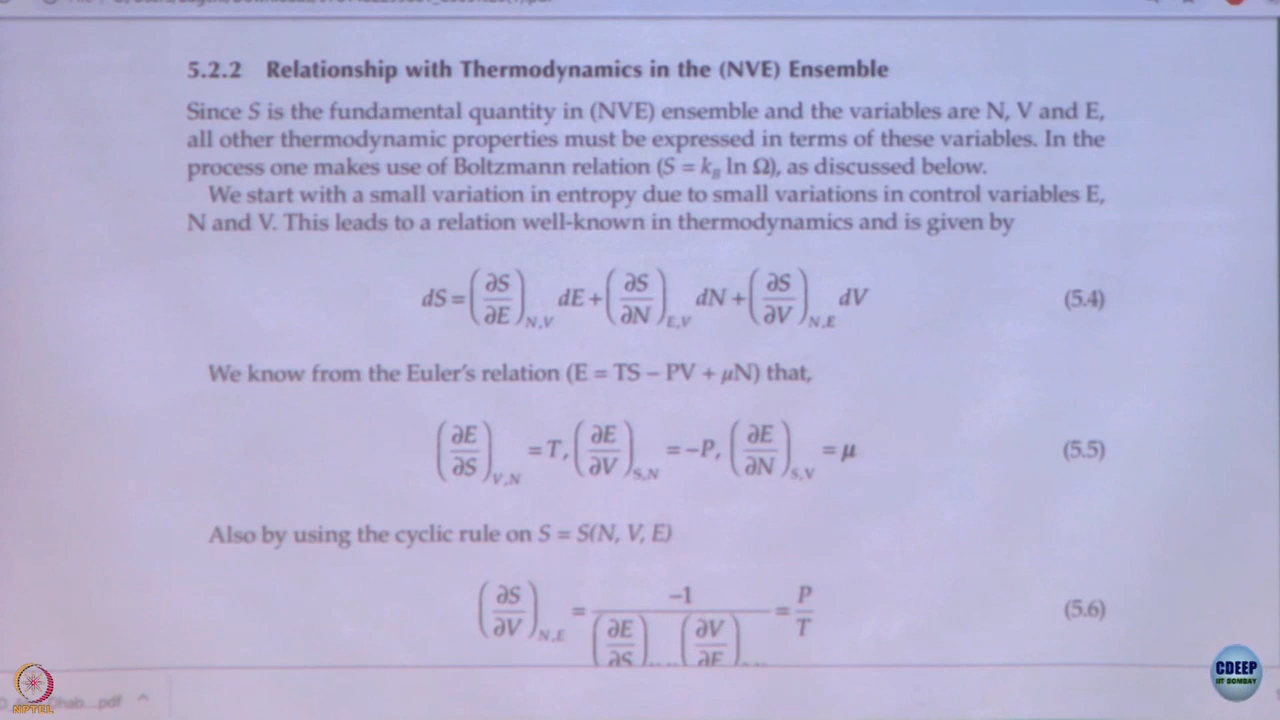 5.2.2 Relationship with Thermodynamics in the (NVE) Ensemble
Since S is the fundamental quantity in (NVE) ensemble and the variables are N, V and E,
all other thermodynamic properties must be expressed in terms of these variables. In the
process one makes use of Boltzmann relation (S = k_B ln Ω), as discussed below.
We start with a small variation in entropy due to small variations in control variables E,
N and V. This leads to a relation well-known in thermodynamics and is given by
dS = (∂S/∂E)_{N,V} dE + (∂S/∂N)_{E,V} dN + (∂S/∂V)_{N,E} dV (5.4)
We know from the Euler's relation (E = TS – PV + μN) that,
(∂E/∂S)_{V,N} = T, (∂E/∂V)_{S,N} = –P, (∂E/∂N)_{S,V} = μ (5.5)
Also by using the cyclic rule on S = S(N, V, E)
(∂S/∂V)_{N,E} = –1 / (∂E/∂S) (∂V/∂E) = P/T (5.6)
NPTEL
CDEEP
IIT BOMBAY